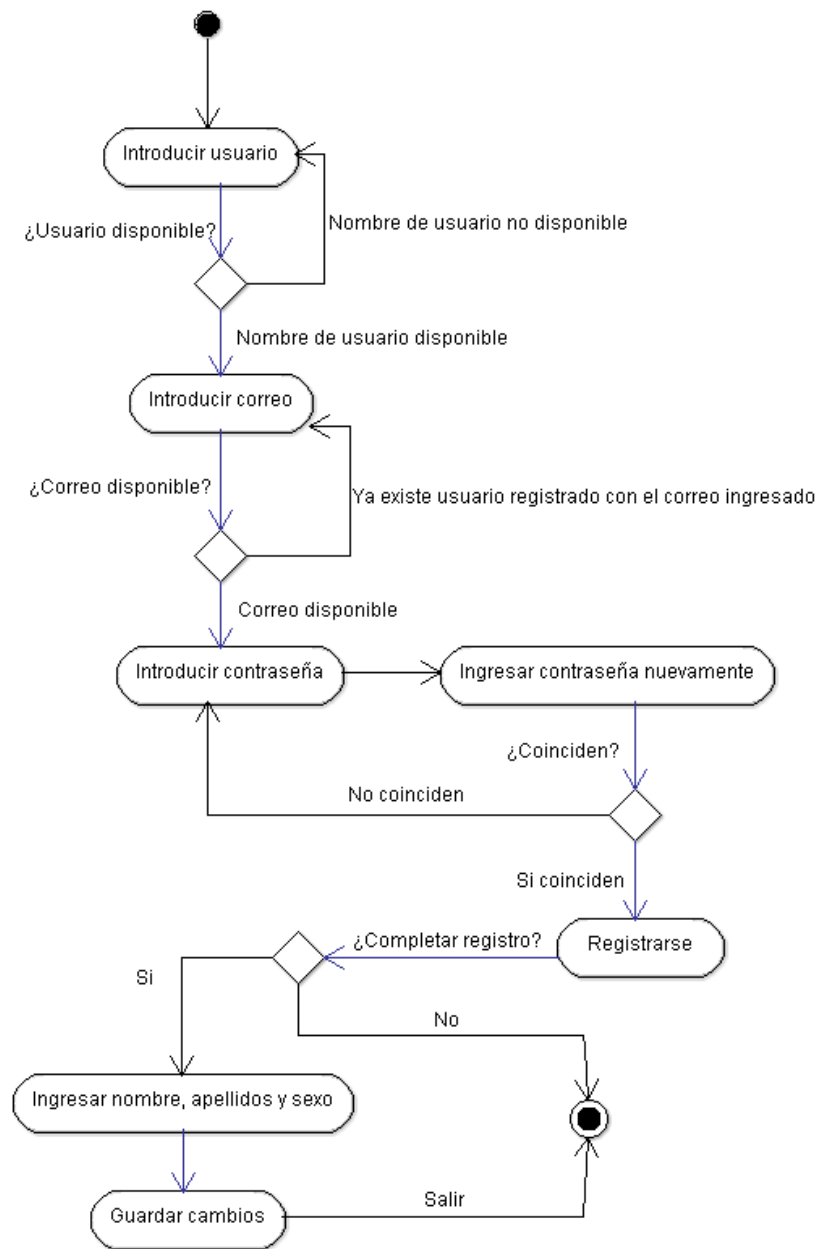 Introducir usuario
¿Usuario disponible?
Nombre de usuario no disponible
Nombre de usuario disponible
Introducir correo
¿Correo disponible?
Ya existe usuario registrado con el correo ingresado
Correo disponible
Introducir contraseña
Ingresar contraseña nuevamente
¿Coinciden?
No coinciden
Si coinciden
Registrarse
¿Completar registro?
Si
No
Ingresar nombre, apellidos y sexo
Guardar cambios
Salir